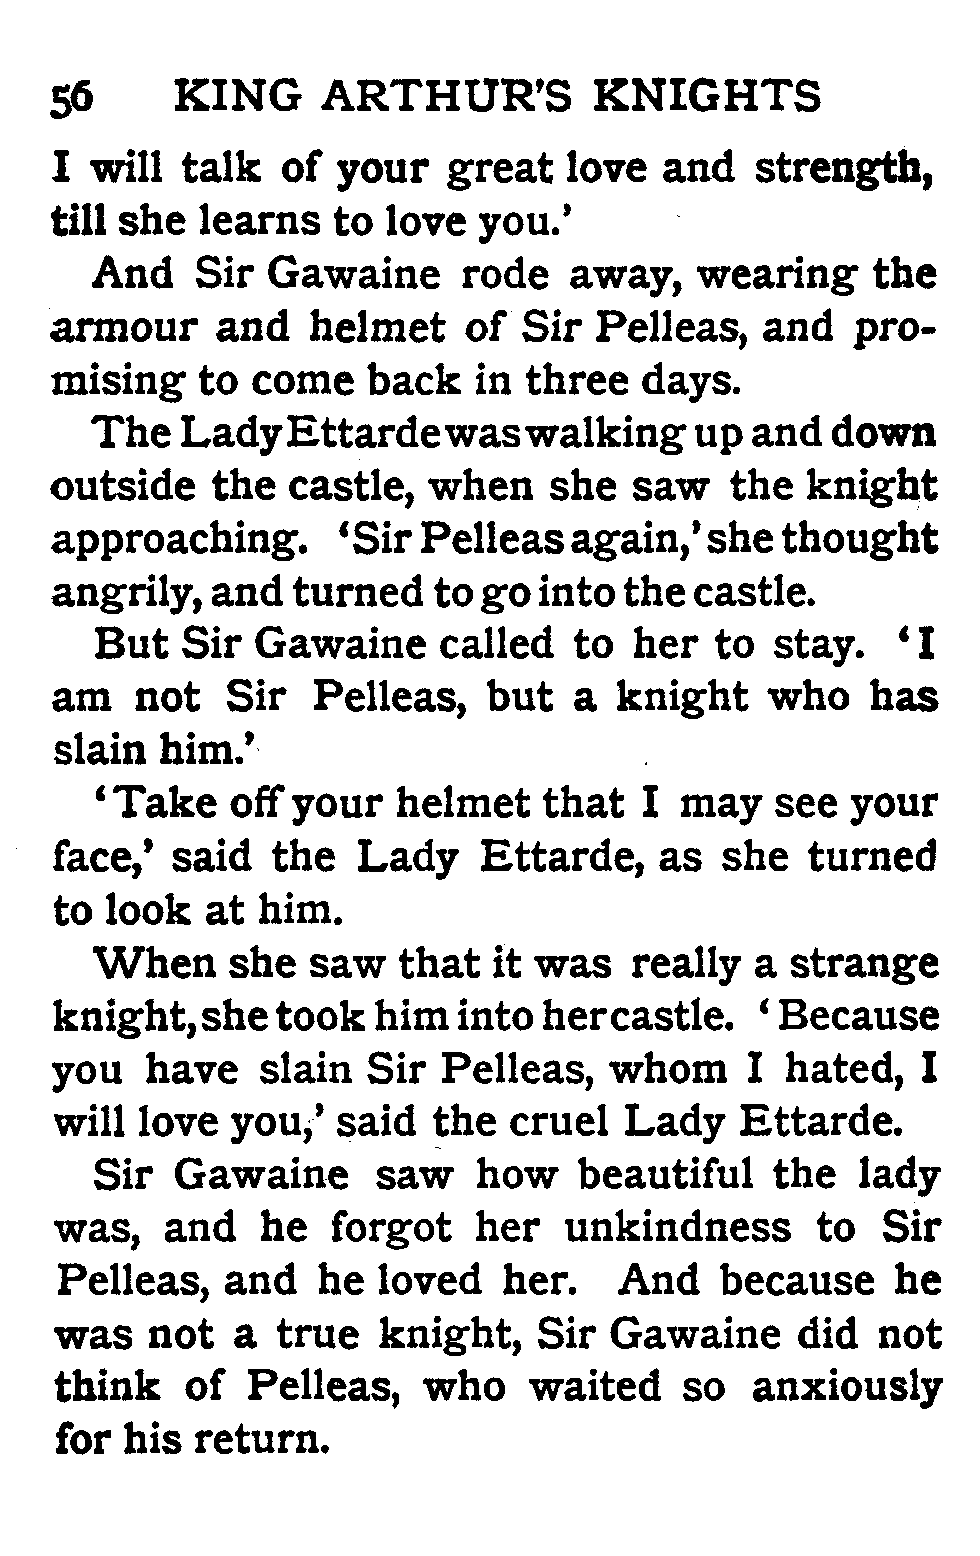 56 KING ARTHUR'S KNIGHTS
I will talk of your great love and strength,
till she learns to love you.'
And Sir Gawaine rode away, wearing the
armour and helmet of Sir Pelleas, and pro-
mising to come back in three days.
The Lady Ettarde was walking up and down
outside the castle, when she saw the knight
approaching. 'Sir Pelleas again,' she thought
angrily, and turned to go into the castle.
But Sir Gawaine called to her to stay. 'I
am not Sir Pelleas, but a knight who has
slain him.'
'Take off your helmet that I may see your
face,' said the Lady Ettarde, as she turned
to look at him.
When she saw that it was really a strange
knight, she took him into her castle. 'Because
you have slain Sir Pelleas, whom I hated, I
will love you,' said the cruel Lady Ettarde.
Sir Gawaine saw how beautiful the lady
was, and he forgot her unkindness to Sir
Pelleas, and he loved her. And because he
was not a true knight, Sir Gawaine did not
think of Pelleas, who waited so anxiously
for his return.